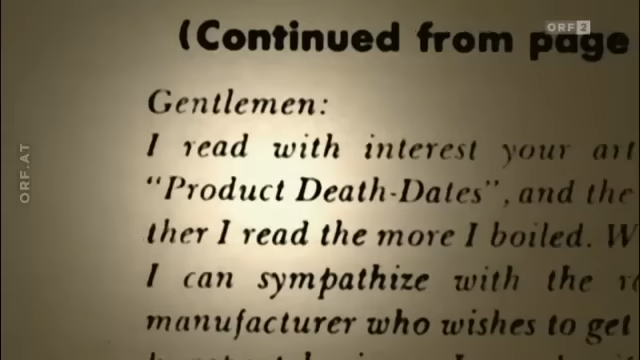 (Continued from page
Gentlemen:
I read with interest your
"Product Death-Dates", and the
ther I read the more I boiled.
I can sympathize with the
manufacturer who wishes to get
ORF 2
ORF.AT